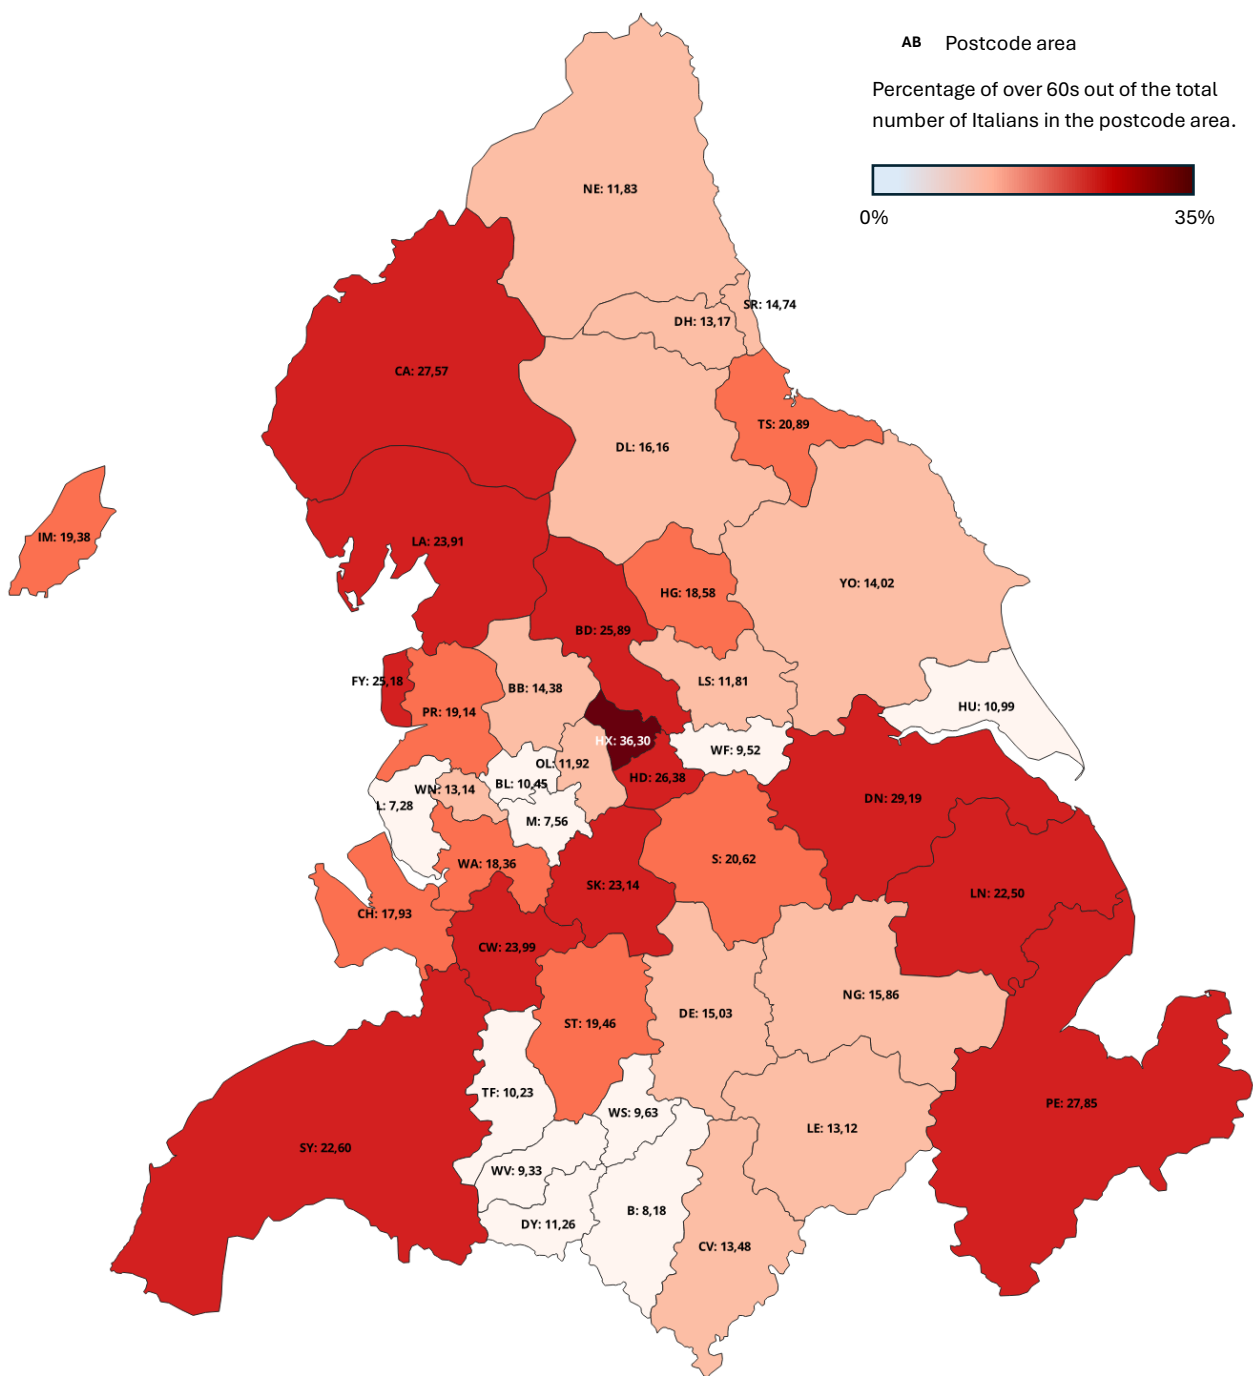 AB Postcode area
Percentage of over 60s out of the total
number of Italians in the postcode area.
0% 35%
NE: 11,83
SR: 14,74
DH: 13,17
CA: 27,57
TS: 20,89
DL: 16,16
IM: 19,38
LA: 23,91
YO: 14,02
HG: 18,58
BD: 25,89
FY: 25,18
LS: 11,81
BB: 14,38
HU: 10,99
PR: 19,14
HX: 36,30
WF: 9,52
OL: 11,92
HD: 26,38
BL: 10,45
WN: 13,14
DN: 29,19
L: 7,28
M: 7,56
S: 20,62
WA: 18,36
SK: 23,14
LN: 22,50
CH: 17,93
CW: 23,99
NG: 15,86
DE: 15,03
ST: 19,46
TF: 10,23
PE: 27,85
WS: 9,63
LE: 13,12
SY: 22,60
WV: 9,33
B: 8,18
DY: 11,26
CV: 13,48